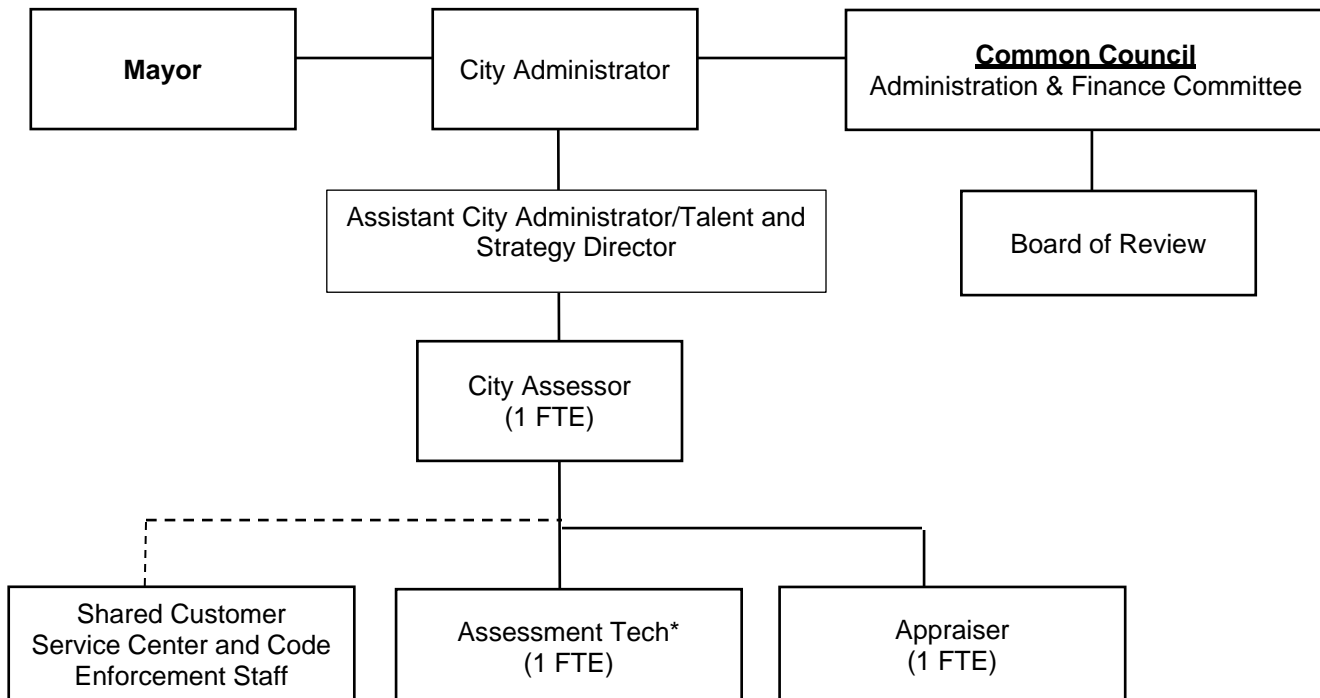 Mayor
City Administrator
Common Council
Administration & Finance Committee
Assistant City Administrator/Talent and
Strategy Director
Board of Review
City Assessor
(1 FTE)
Shared Customer
Service Center and Code
Enforcement Staff
Assessment Tech*
(1 FTE)
Appraiser
(1 FTE)